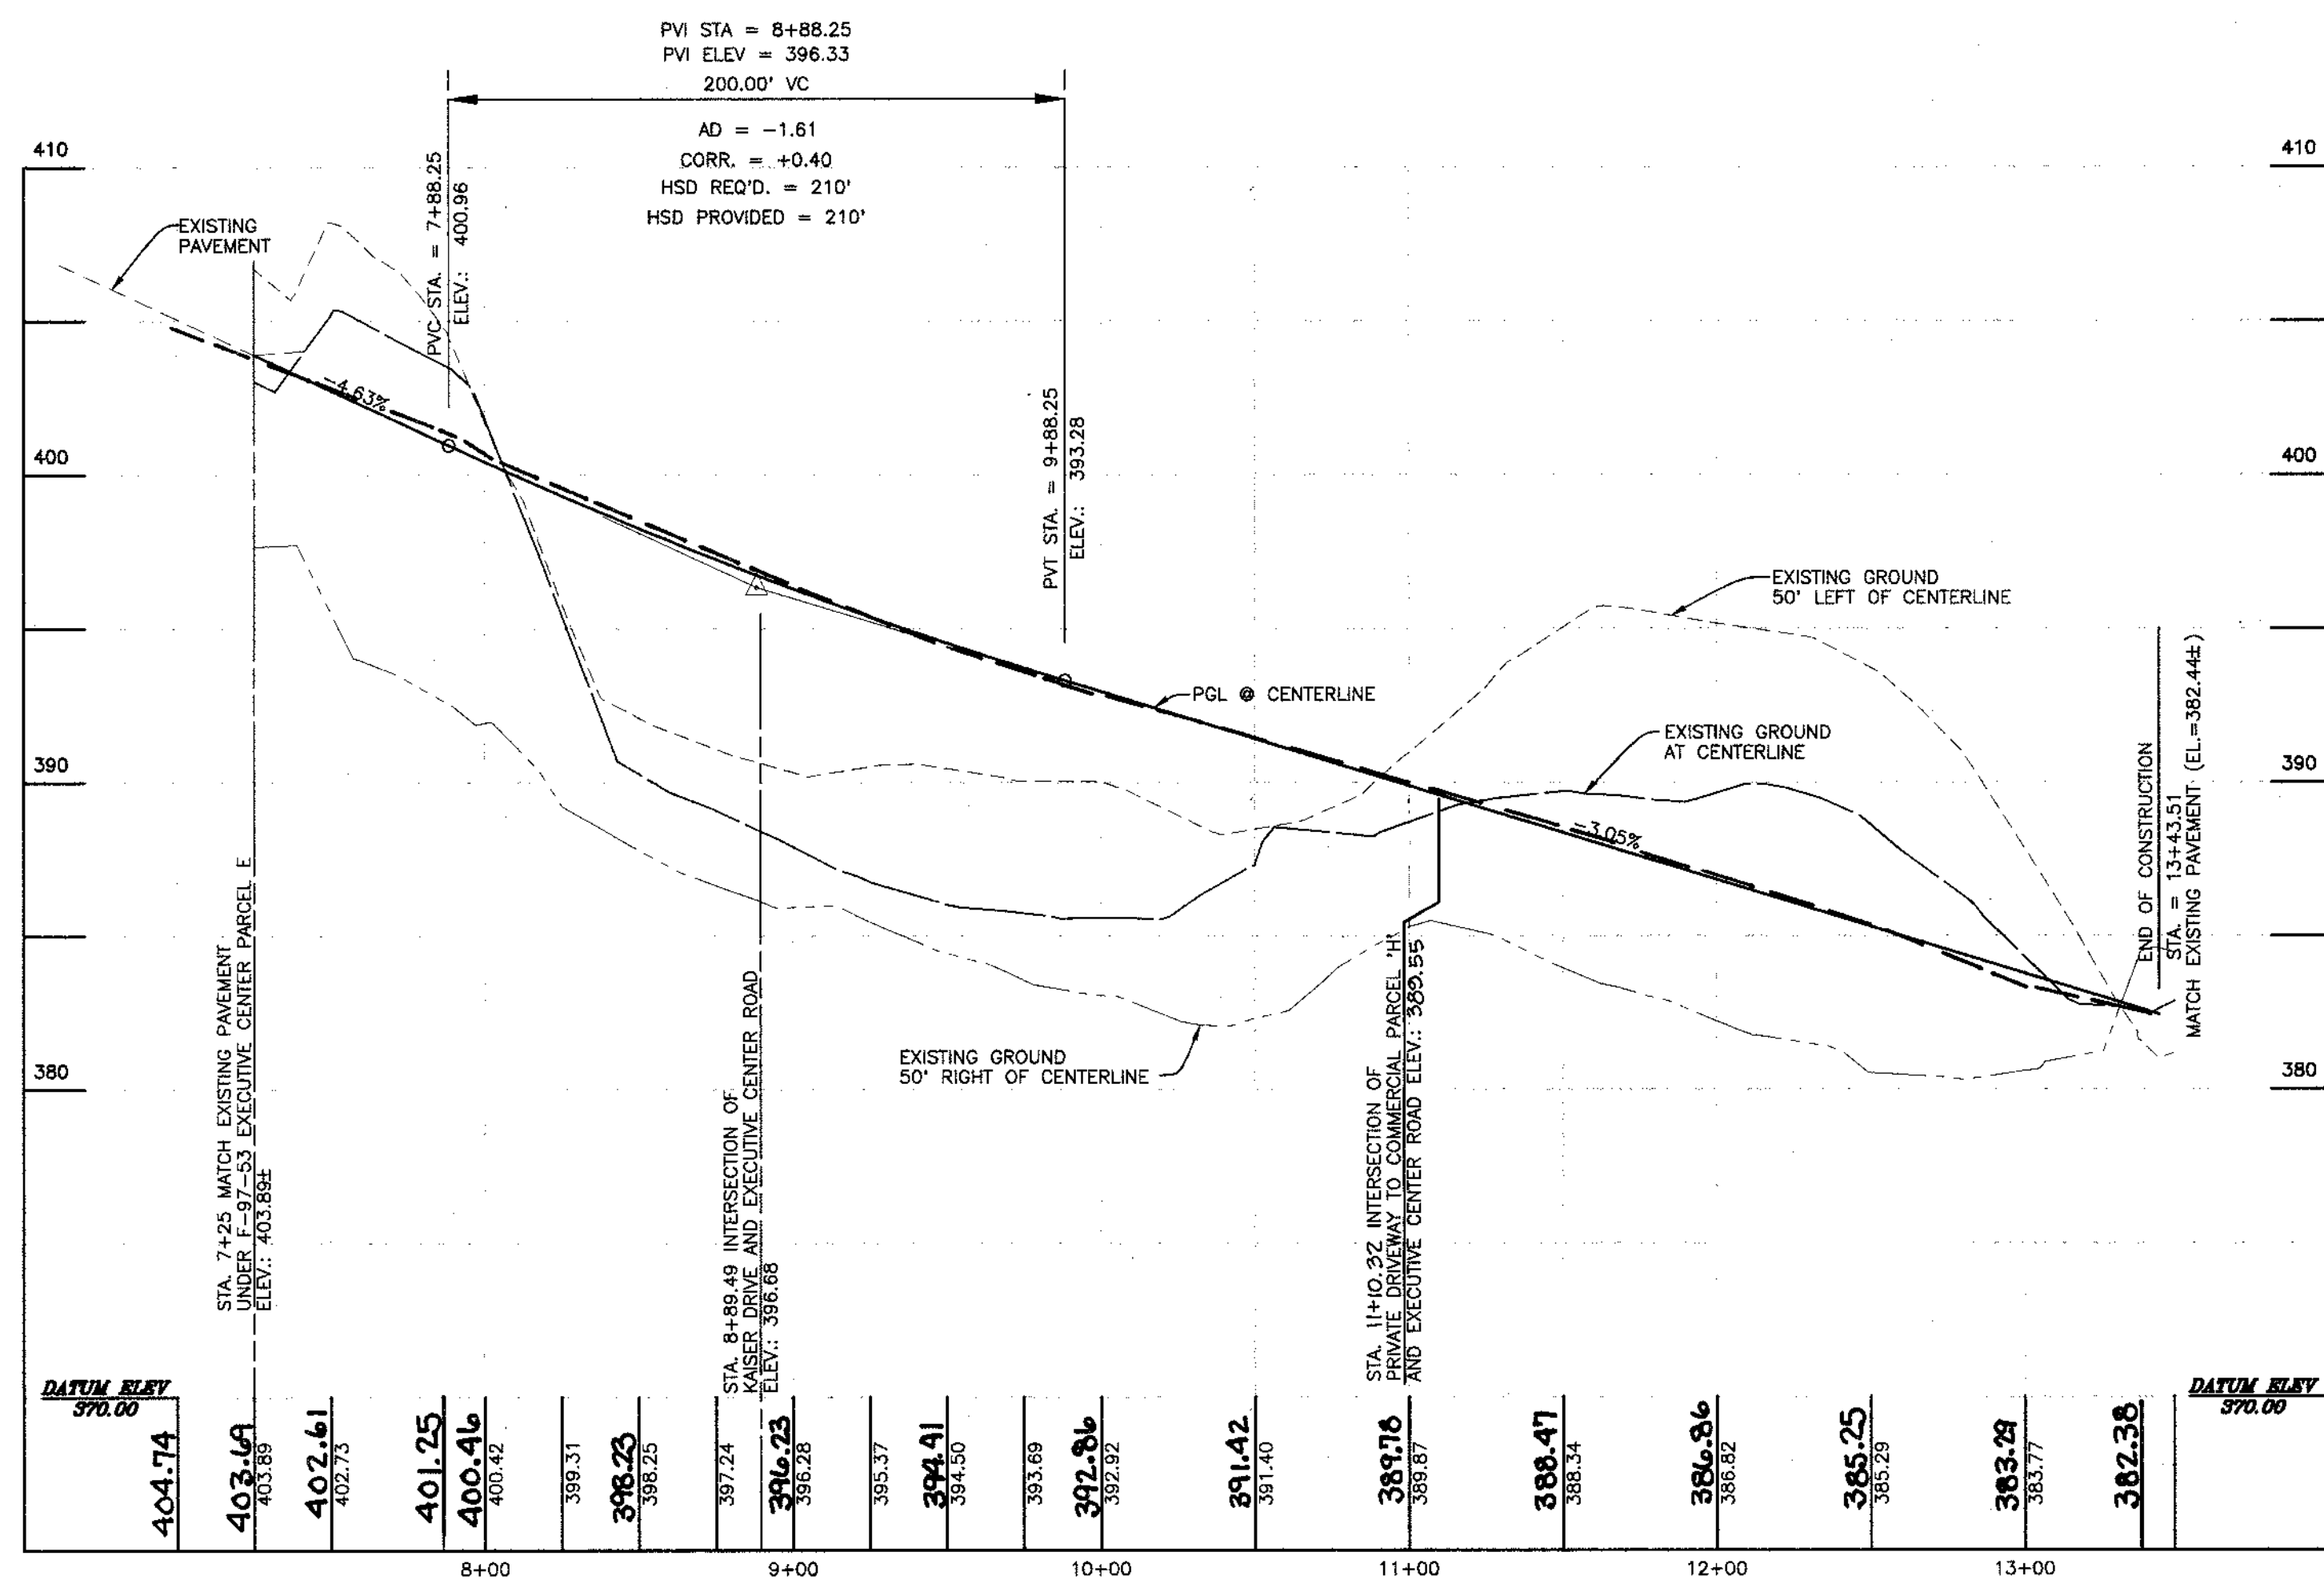 PVI STA = 8+88.25
PVI ELEV = 396.33
200.00' VC
AD = -1.61
CORR. = +0.40
HSD REQ'D. = 210'
HSD PROVIDED = 210'
410
410
EXISTING
PAVEMENT
PVC STA. = 7+88.25
ELEV.: 400.96
-4.63%
400
400
PVT STA. = 9+88.25
ELEV.: 393.28
EXISTING GROUND
50' LEFT OF CENTERLINE
PGL @ CENTERLINE
EXISTING GROUND
AT CENTERLINE
390
390
-3.05%
END OF CONSTRUCTION
STA. = 13+43.51
MATCH EXISTING PAVEMENT (EL.=382.44±)
EXISTING GROUND
50' RIGHT OF CENTERLINE
380
380
STA. 7+25 MATCH EXISTING PAVEMENT
UNDER F-97-53 EXECUTIVE CENTER PARCEL E
ELEV.: 403.89±
STA. 8+89.49 INTERSECTION OF
KAISER DRIVE AND EXECUTIVE CENTER ROAD
ELEV.: 396.68
STA. 11+10.32 INTERSECTION OF
PRIVATE DRIVEWAY TO COMMERCIAL PARCEL 'H'
AND EXECUTIVE CENTER ROAD ELEV.: 389.55
DATUM ELEV
370.00
DATUM ELEV
370.00
404.74
403.69
403.89
402.61
402.73
401.25
400.46
400.42
399.31
398.23
398.25
397.24
396.23
396.28
395.37
394.41
394.50
393.69
392.86
392.92
391.42
391.40
389.78
389.87
388.47
388.34
386.86
386.82
385.25
385.29
383.29
383.77
382.38
8+00
9+00
10+00
11+00
12+00
13+00